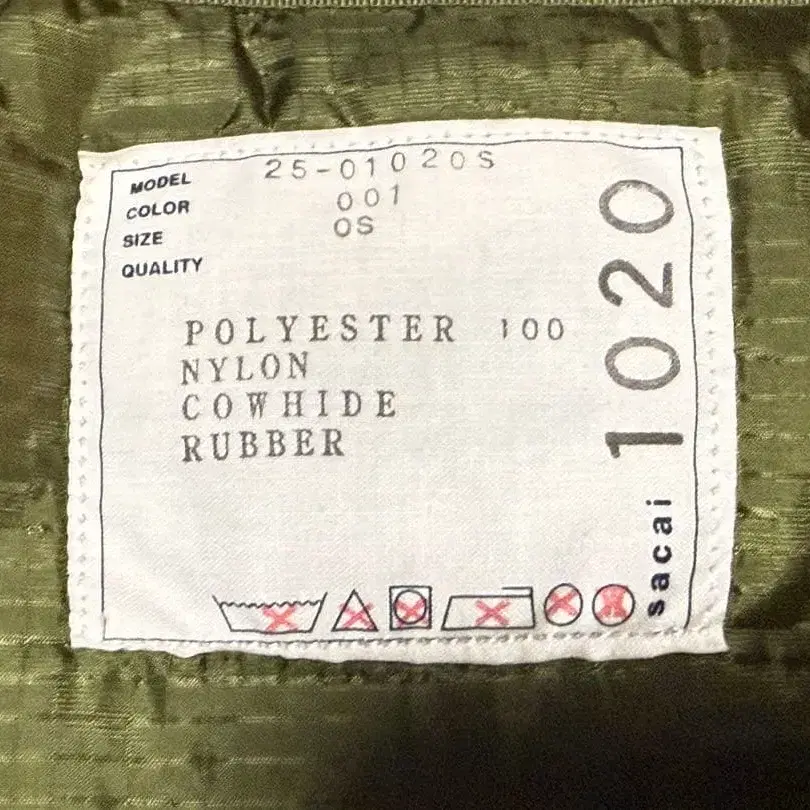 MODEL 25-01020S
COLOR 001
SIZE OS
QUALITY
POLYESTER 100
NYLON
COWHIDE
RUBBER
1020
sacai